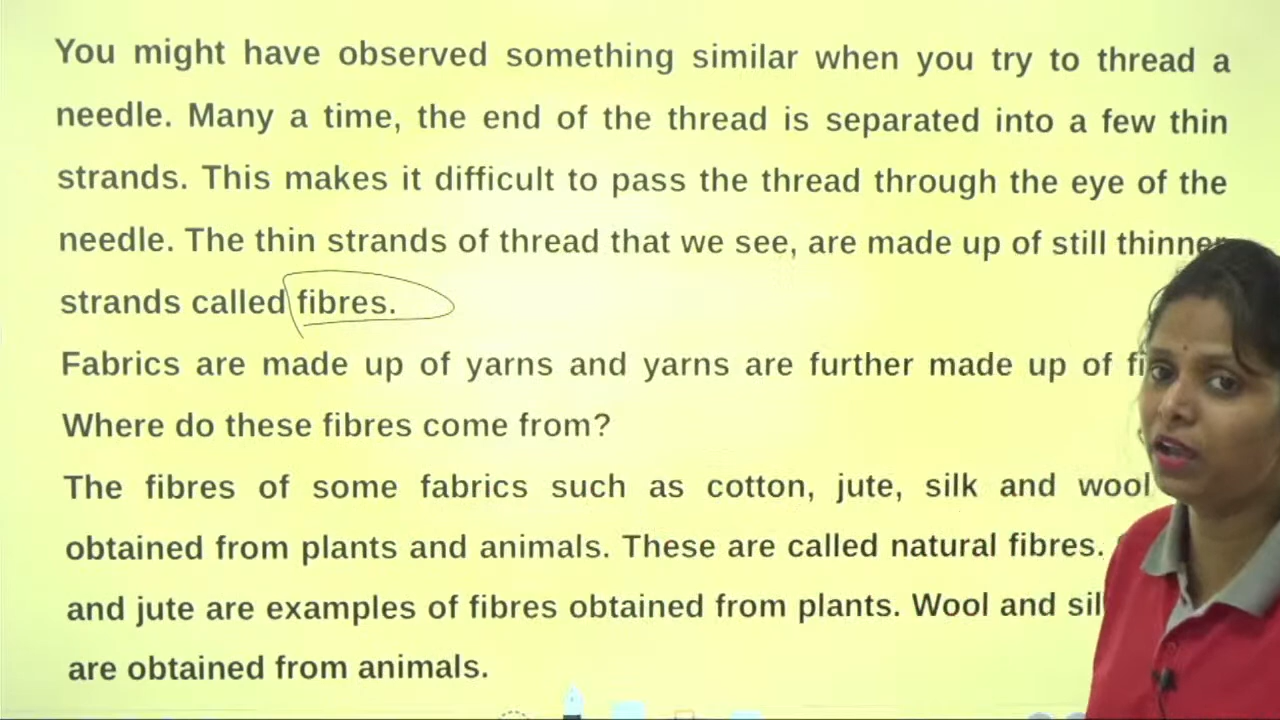 You might have observed something similar when you try to thread a
needle. Many a time, the end of the thread is separated into a few thin
strands. This makes it difficult to pass the thread through the eye of the
needle. The thin strands of thread that we see, are made up of still thinner
strands called fibres.
Fabrics are made up of yarns and yarns are further made up of
Where do these fibres come from?
The fibres of some fabrics such as cotton, jute, silk and wool
obtained from plants and animals. These are called natural fibres.
and jute are examples of fibres obtained from plants. Wool and
are obtained from animals.